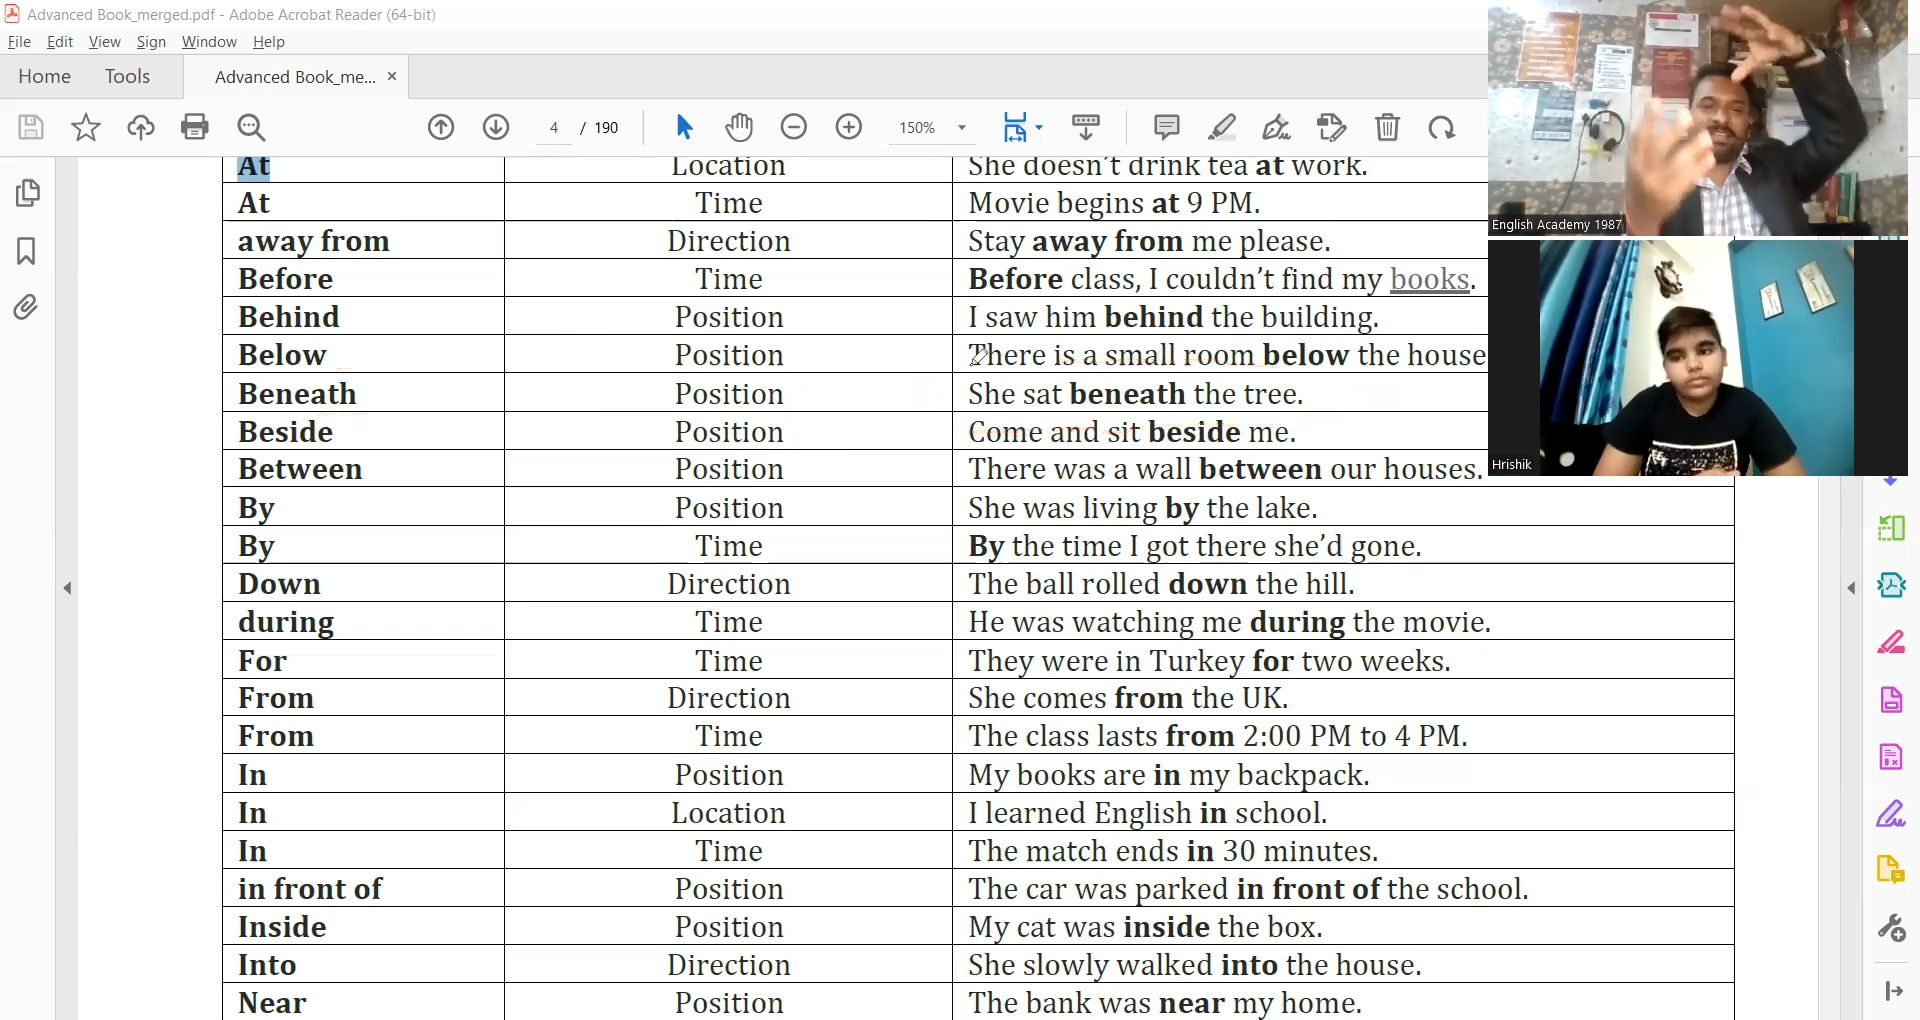 Advanced Book_merged.pdf - Adobe Acrobat Reader (64-bit)
File Edit View Sign Window Help
Home Tools Advanced Book_me... ×
4 / 190 150%
At Location She doesn't drink tea at work.
At Time Movie begins at 9 PM.
away from Direction Stay away from me please.
Before Time Before class, I couldn't find my books.
Behind Position I saw him behind the building.
Below Position There is a small room below the house
Beneath Position She sat beneath the tree.
Beside Position Come and sit beside me.
Between Position There was a wall between our houses.
By Position She was living by the lake.
By Time By the time I got there she'd gone.
Down Direction The ball rolled down the hill.
during Time He was watching me during the movie.
For Time They were in Turkey for two weeks.
From Direction She comes from the UK.
From Time The class lasts from 2:00 PM to 4 PM.
In Position My books are in my backpack.
In Location I learned English in school.
In Time The match ends in 30 minutes.
in front of Position The car was parked in front of the school.
Inside Position My cat was inside the box.
Into Direction She slowly walked into the house.
Near Position The bank was near my home.
English Academy 1987
Hrishik